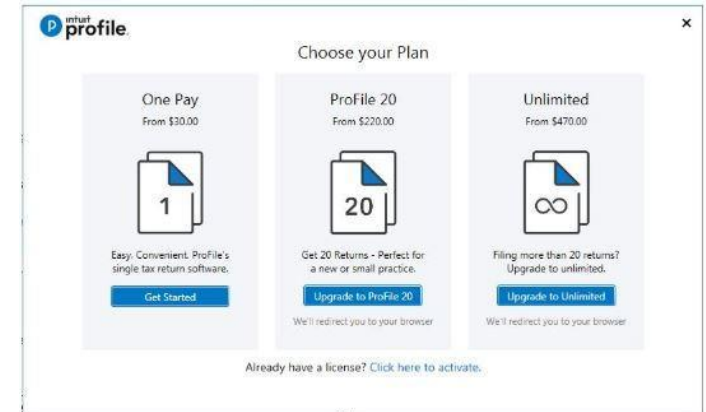 P intuit
profile.
×
Choose your Plan
One Pay
From $30.00
1
Easy. Convenient. ProFile's
single tax return software.
Get Started
ProFile 20
From $220.00
20
Get 20 Returns - Perfect for
a new or small practice.
Upgrade to ProFile 20
We'll redirect you to your browser
Unlimited
From $470.00
∞
Filing more than 20 returns?
Upgrade to unlimited.
Upgrade to Unlimited
We'll redirect you to your browser
Already have a license? Click here to activate.